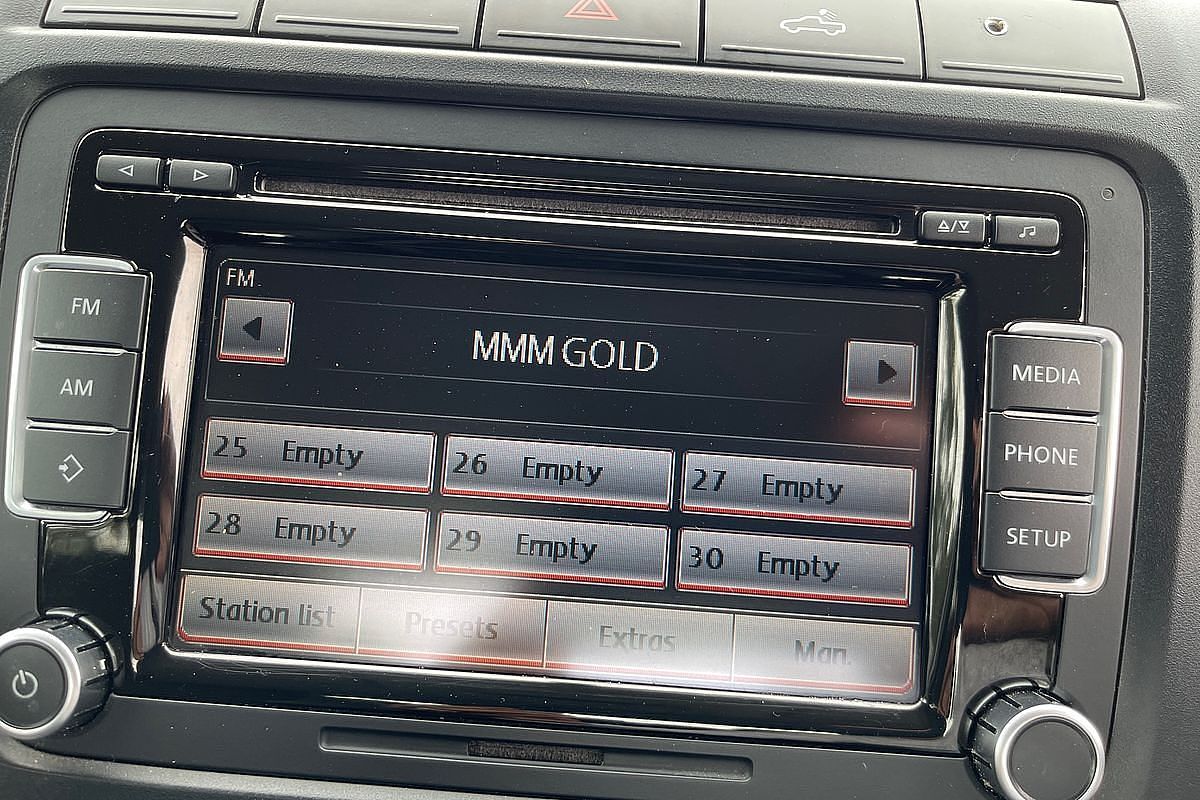 FM
AM
FM
MMM GOLD
25 Empty
26 Empty
27 Empty
28 Empty
29 Empty
30 Empty
Station list
Presets
Extras
Man.
MEDIA
PHONE
SETUP